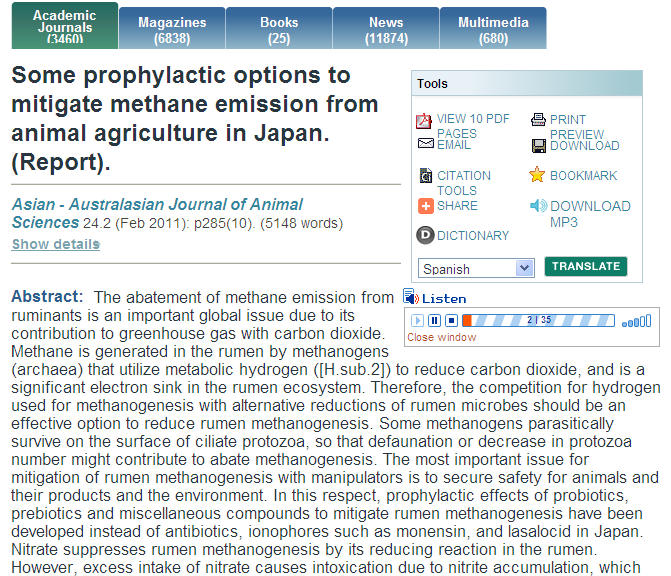 Academic
Journals
(3460)
Magazines
(6838)
Books
(25)
News
(11874)
Multimedia
(680)
Some prophylactic options to
mitigate methane emission from
animal agriculture in Japan.
(Report).
Asian - Australasian Journal of Animal
Sciences 24.2 (Feb 2011): p285(10). (5148 words)
Show details
Tools
VIEW 10 PDF
PAGES
PRINT
PREVIEW
EMAIL
DOWNLOAD
CITATION
TOOLS
BOOKMARK
SHARE
DOWNLOAD
MP3
D DICTIONARY
Spanish
TRANSLATE
Listen
2 | 35
Close window
Abstract: The abatement of methane emission from
ruminants is an important global issue due to its
contribution to greenhouse gas with carbon dioxide.
Methane is generated in the rumen by methanogens
(archaea) that utilize metabolic hydrogen ([H.sub.2]) to reduce carbon dioxide, and is a
significant electron sink in the rumen ecosystem. Therefore, the competition for hydrogen
used for methanogenesis with alternative reductions of rumen microbes should be an
effective option to reduce rumen methanogenesis. Some methanogens parasitically
survive on the surface of ciliate protozoa, so that defaunation or decrease in protozoa
number might contribute to abate methanogenesis. The most important issue for
mitigation of rumen methanogenesis with manipulators is to secure safety for animals and
their products and the environment. In this respect, prophylactic effects of probiotics,
prebiotics and miscellaneous compounds to mitigate rumen methanogenesis have been
developed instead of antibiotics, ionophores such as monensin, and lasalocid in Japan.
Nitrate suppresses rumen methanogenesis by its reducing reaction in the rumen.
However, excess intake of nitrate causes intoxication due to nitrite accumulation, which